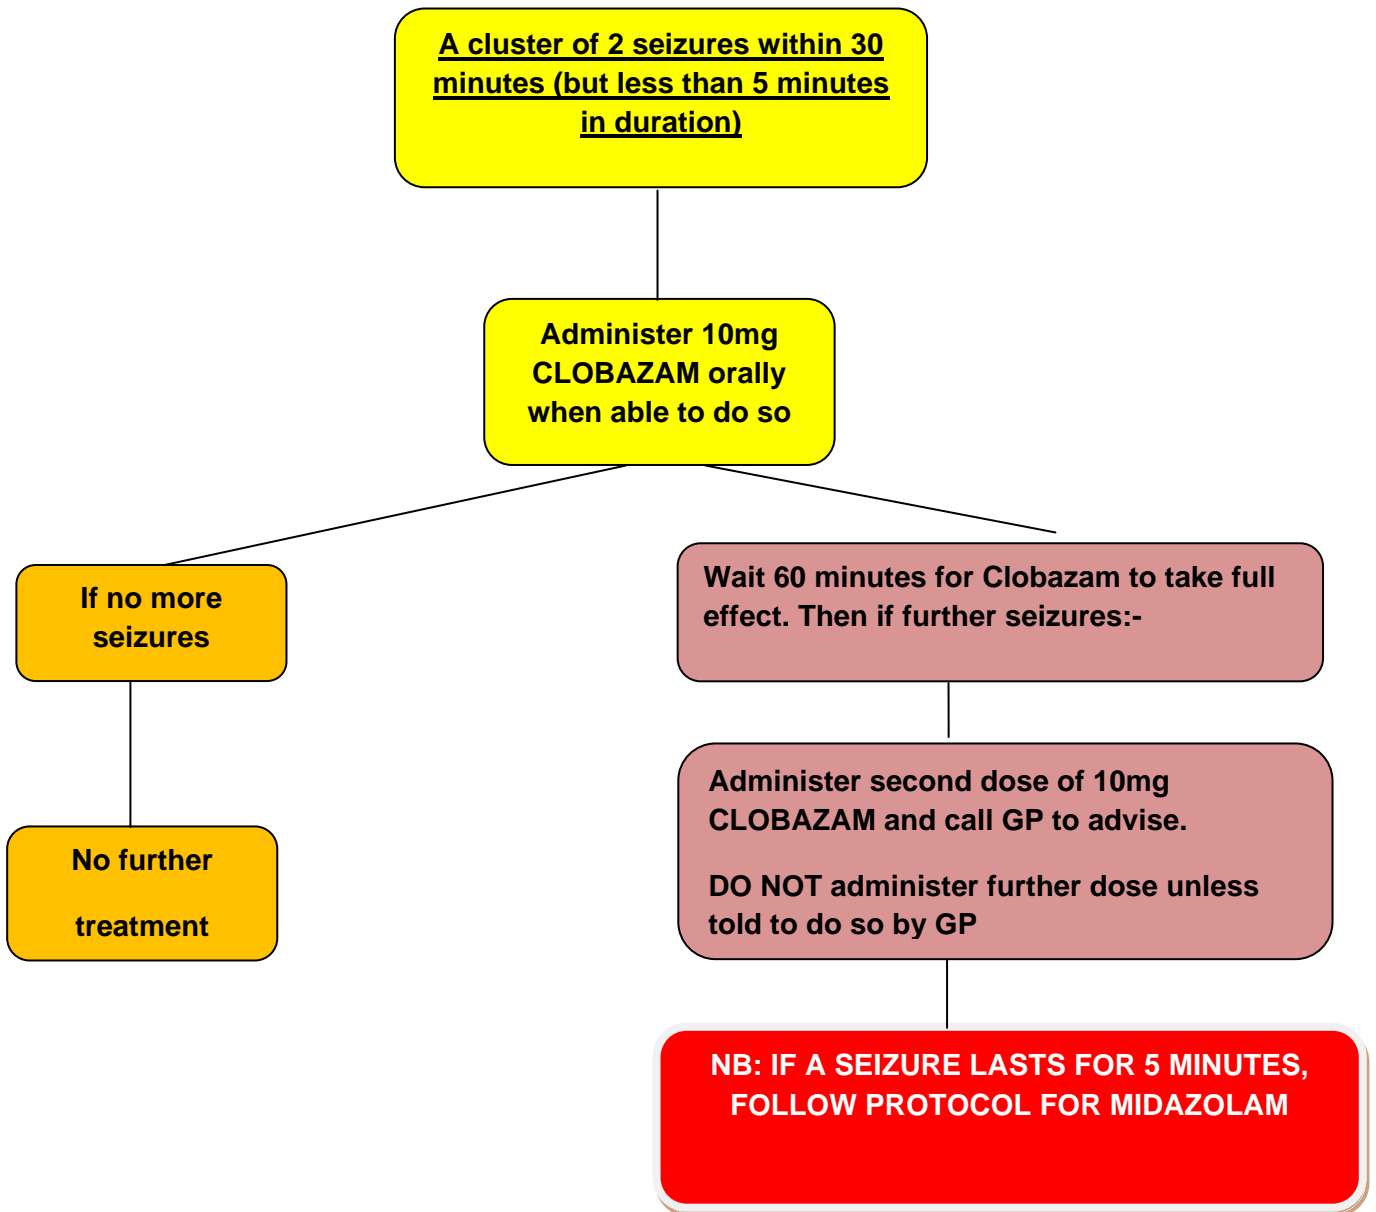 A cluster of 2 seizures within 30
minutes (but less than 5 minutes
in duration)
Administer 10mg
CLOBAZAM orally
when able to do so
If no more
seizures
Wait 60 minutes for Clobazam to take full
effect. Then if further seizures:-
No further
treatment
Administer second dose of 10mg
CLOBAZAM and call GP to advise.
DO NOT administer further dose unless
told to do so by GP
NB: IF A SEIZURE LASTS FOR 5 MINUTES,
FOLLOW PROTOCOL FOR MIDAZOLAM